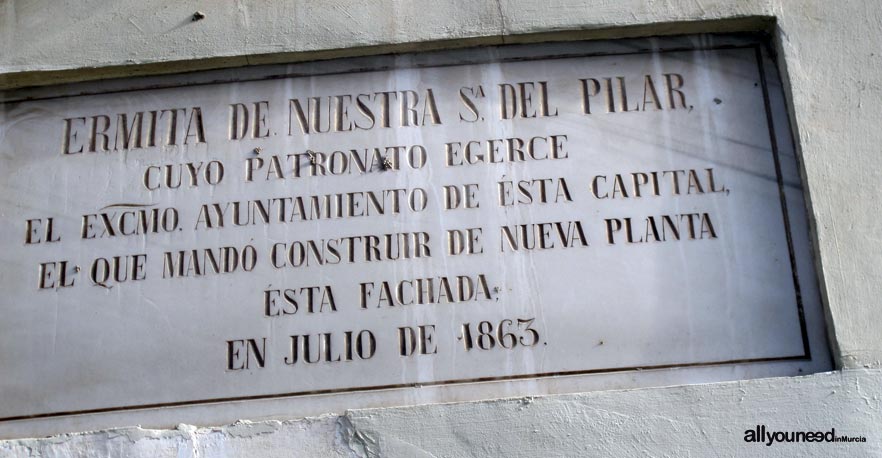 ERMITA DE NUESTRA Sᴬ. DEL PILAR,
CUYO PATRONATO EGERCE
EL EXCMO. AYUNTAMIENTO DE ÉSTA CAPITAL,
EL QUE MANDÓ CONSTRUIR DE NUEVA PLANTA
ÉSTA FACHADA,
EN JULIO DE 1863.
allyouneedinMurcia